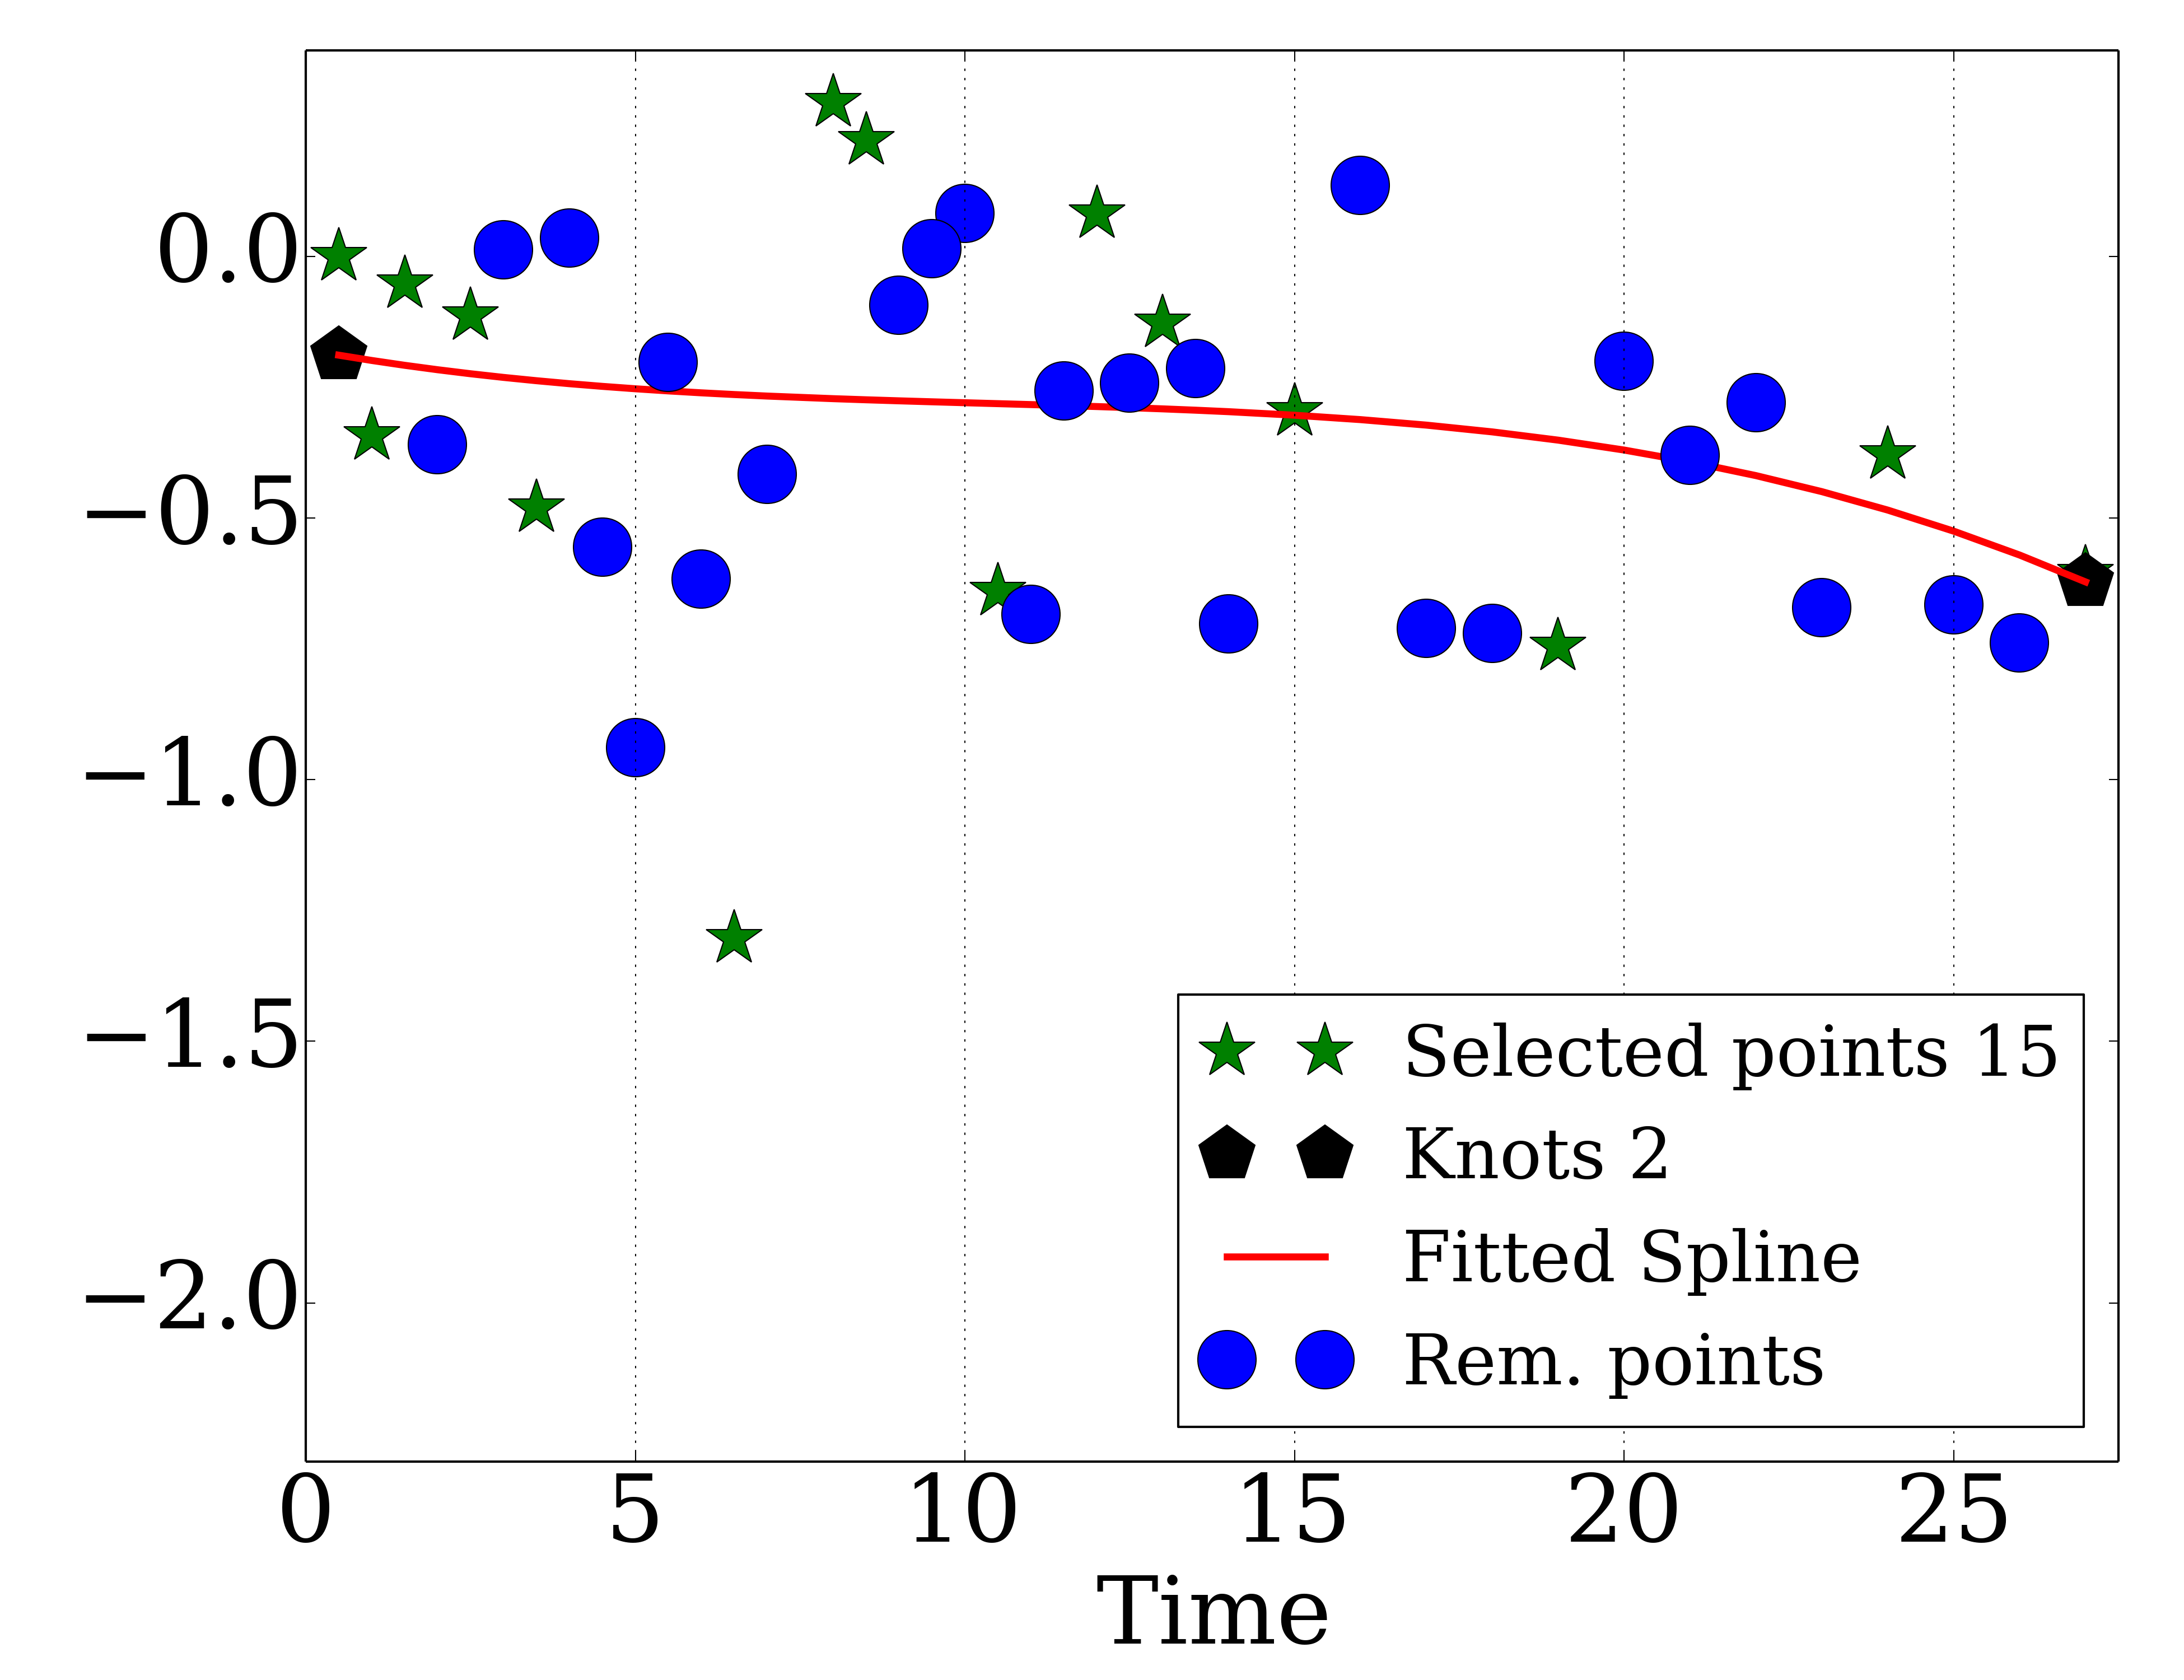 0.0
−0.5
−1.0
−1.5
−2.0
Selected points 15
Knots 2
Fitted Spline
Rem. points
0 5 10 15 20 25
Time